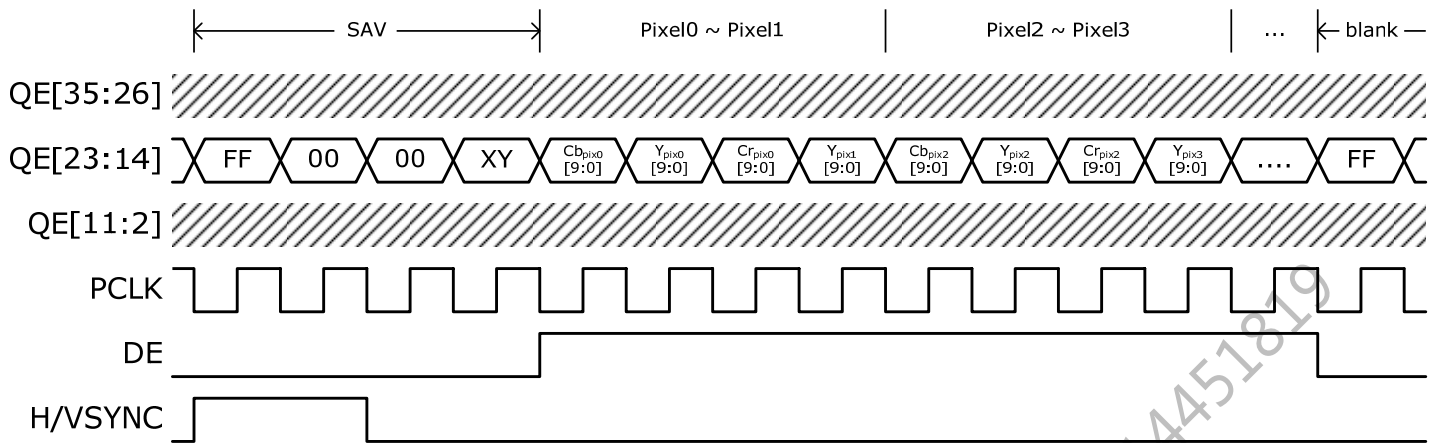 SAV Pixel0 ~ Pixel1 Pixel2 ~ Pixel3 ... blank
QE[35:26]
QE[23:14] FF 00 00 XY Cbpix0 [9:0] Ypix0 [9:0] Crpix0 [9:0] Ypix1 [9:0] Cbpix2 [9:0] Ypix2 [9:0] Crpix2 [9:0] Ypix3 [9:0] .... FF
QE[11:2]
PCLK
DE
H/VSYNC
4451819